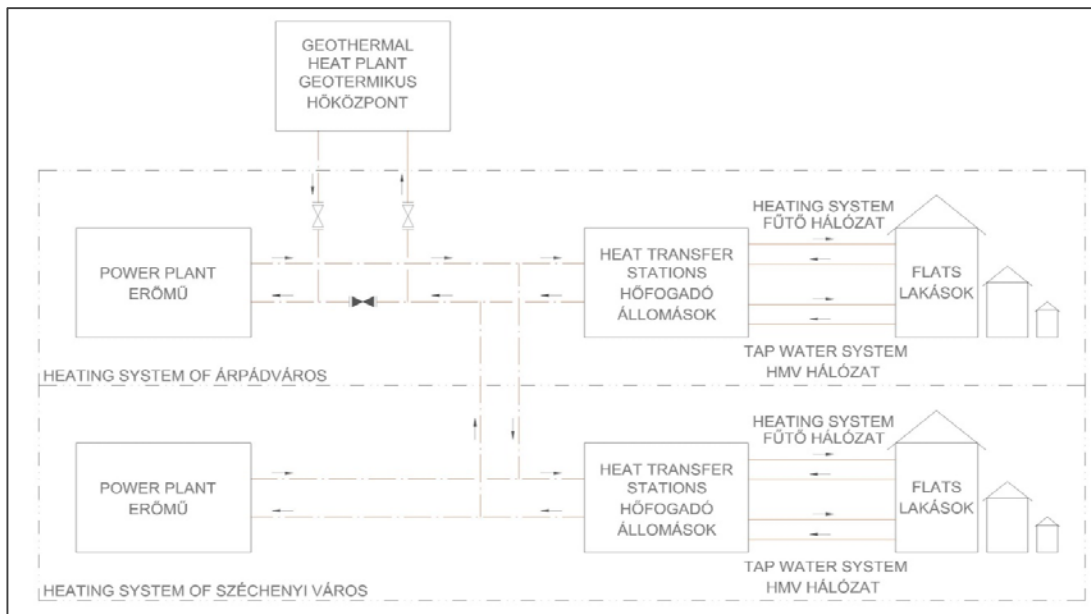 GEOTHERMAL
HEAT PLANT
GEOTERMIKUS
HŐKÖZPONT
HEATING SYSTEM
FŰTŐ HÁLÓZAT
POWER PLANT
ERŐMŰ
HEAT TRANSFER
STATIONS
HŐFOGADÓ
ÁLLOMÁSOK
FLATS
LAKÁSOK
TAP WATER SYSTEM
HMV HÁLÓZAT
HEATING SYSTEM OF ÁRPÁDVÁROS
HEATING SYSTEM
FŰTŐ HÁLÓZAT
POWER PLANT
ERŐMŰ
HEAT TRANSFER
STATIONS
HŐFOGADÓ
ÁLLOMÁSOK
FLATS
LAKÁSOK
TAP WATER SYSTEM
HMV HÁLÓZAT
HEATING SYSTEM OF SZÉCHENYI VÁROS